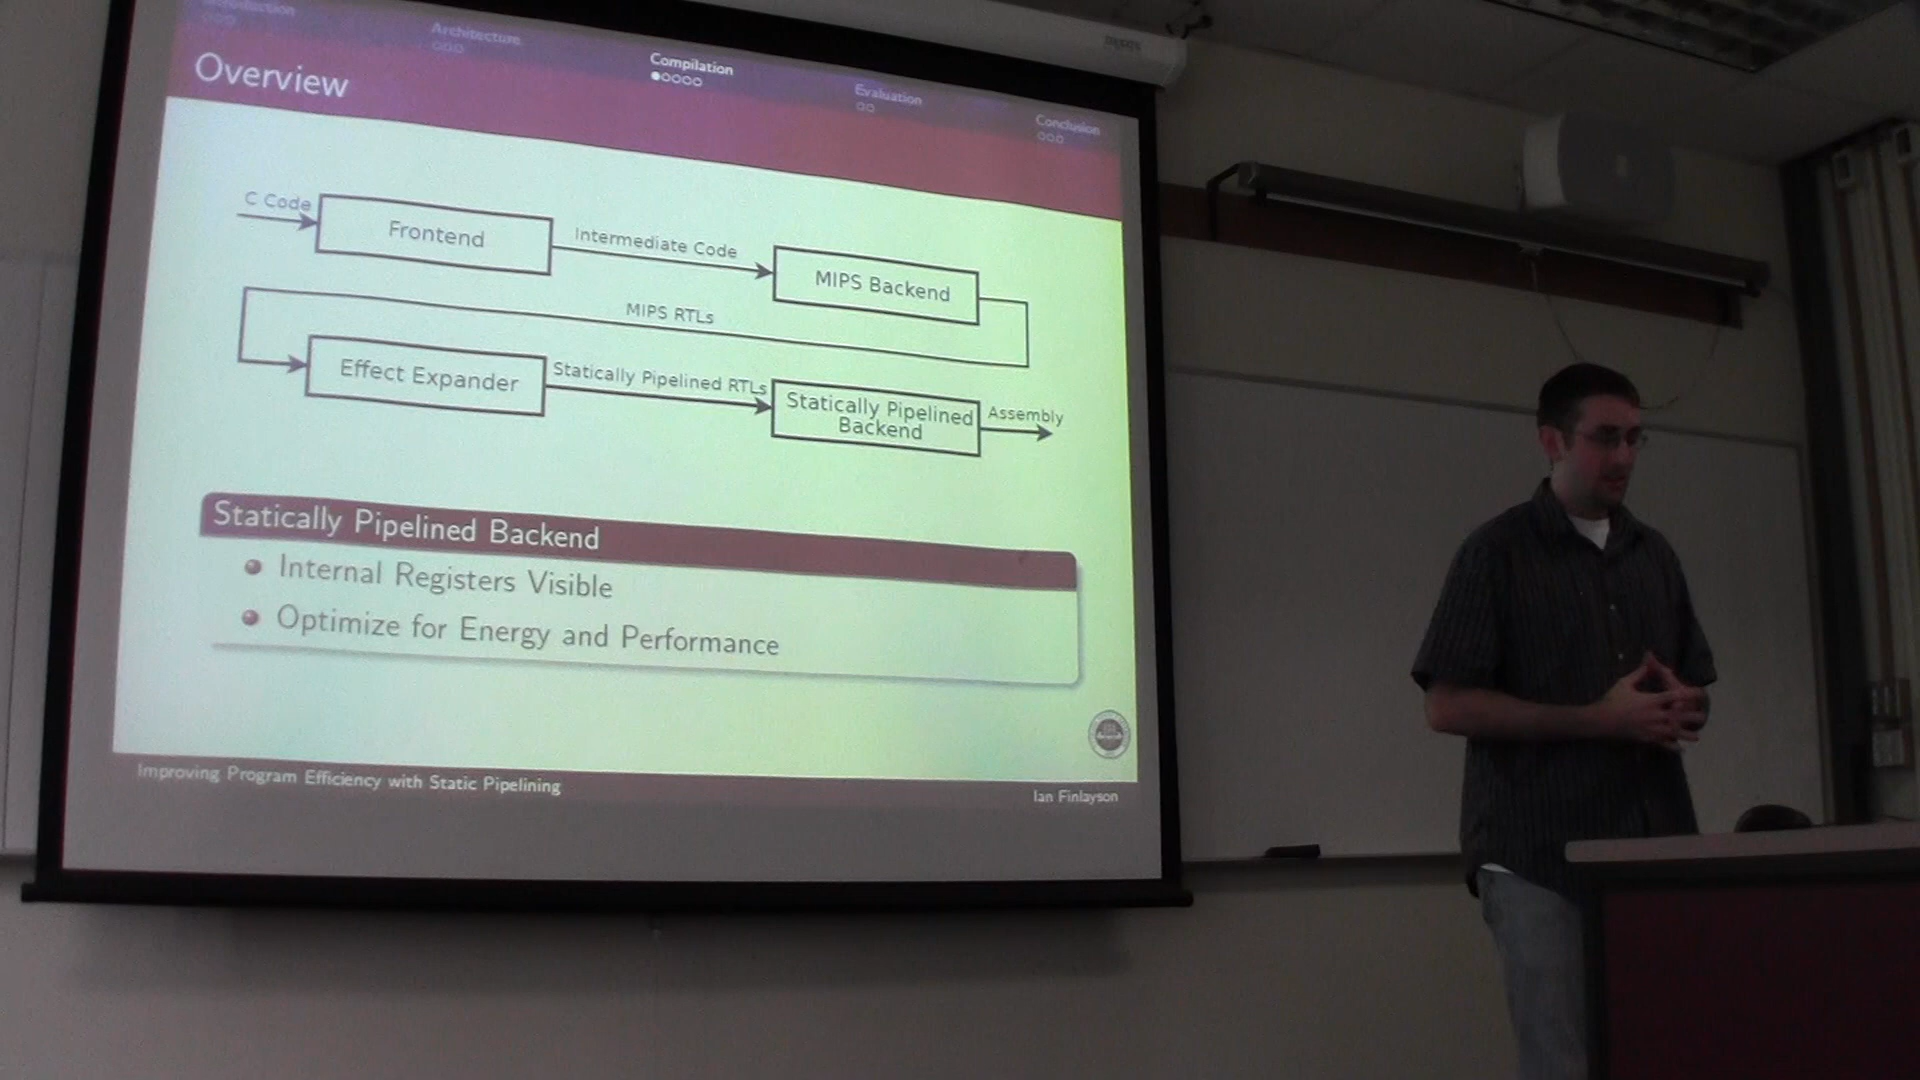 Introduction
Architecture
Compilation
Evaluation
Conclusion
Overview
C Code
Frontend
Intermediate Code
MIPS Backend
MIPS RTLs
Effect Expander
Statically Pipelined RTLs
Statically Pipelined
Backend
Assembly
Statically Pipelined Backend
Internal Registers Visible
Optimize for Energy and Performance
Improving Program Efficiency with Static Pipelining
Ian Finlayson